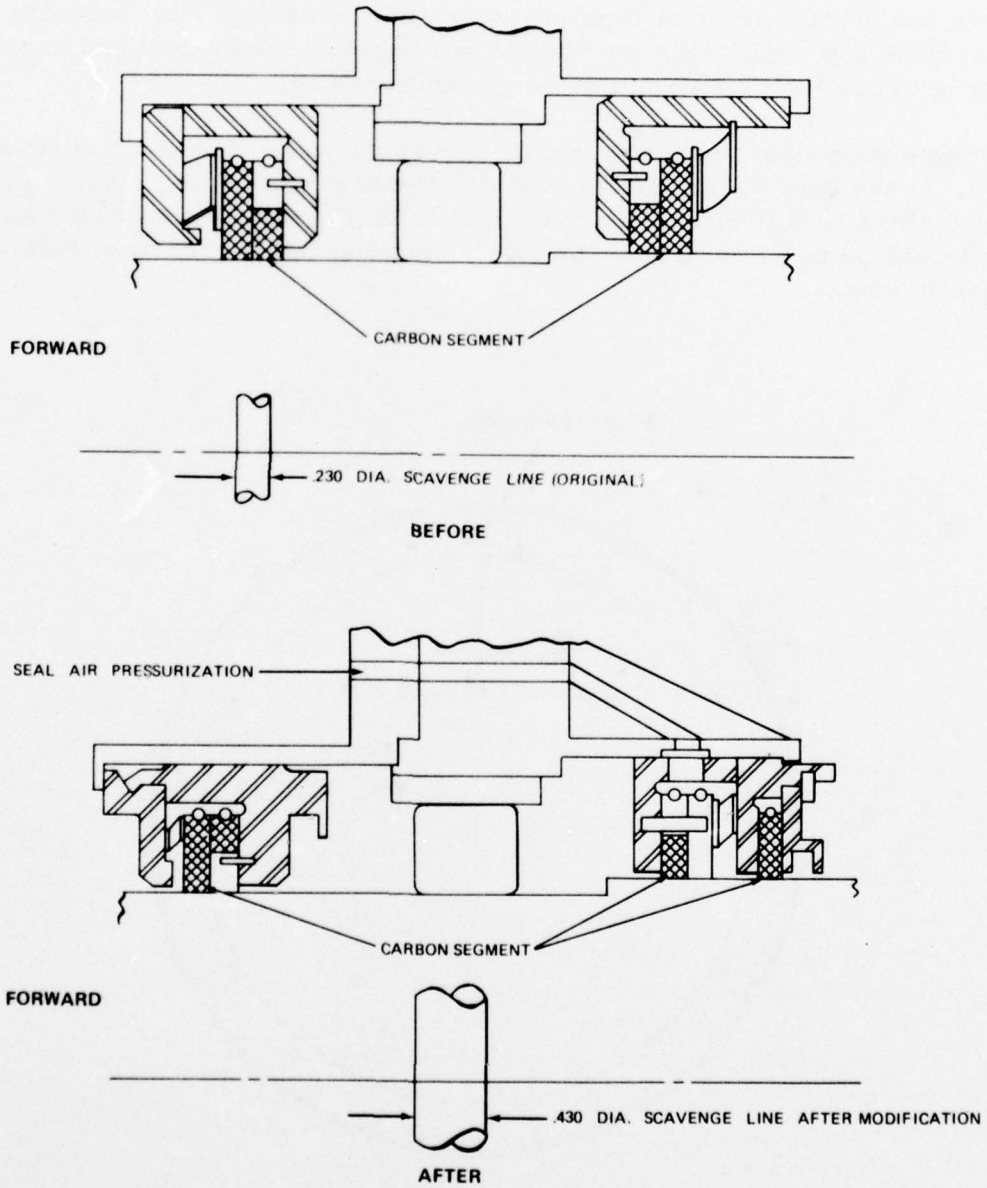 CARBON SEGMENT
FORWARD
.230 DIA. SCAVENGE LINE (ORIGINAL)
BEFORE
SEAL AIR PRESSURIZATION
CARBON SEGMENT
FORWARD
.430 DIA. SCAVENGE LINE AFTER MODIFICATION
AFTER